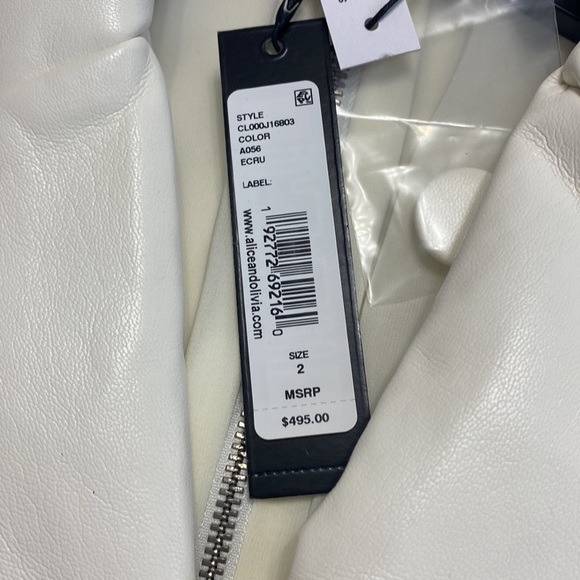 STYLE
CL000J16803
COLOR
A056
ECRU
LABEL:
1 92772 69216 0
www.aliceandolivia.com
SIZE
2
MSRP
$495.00